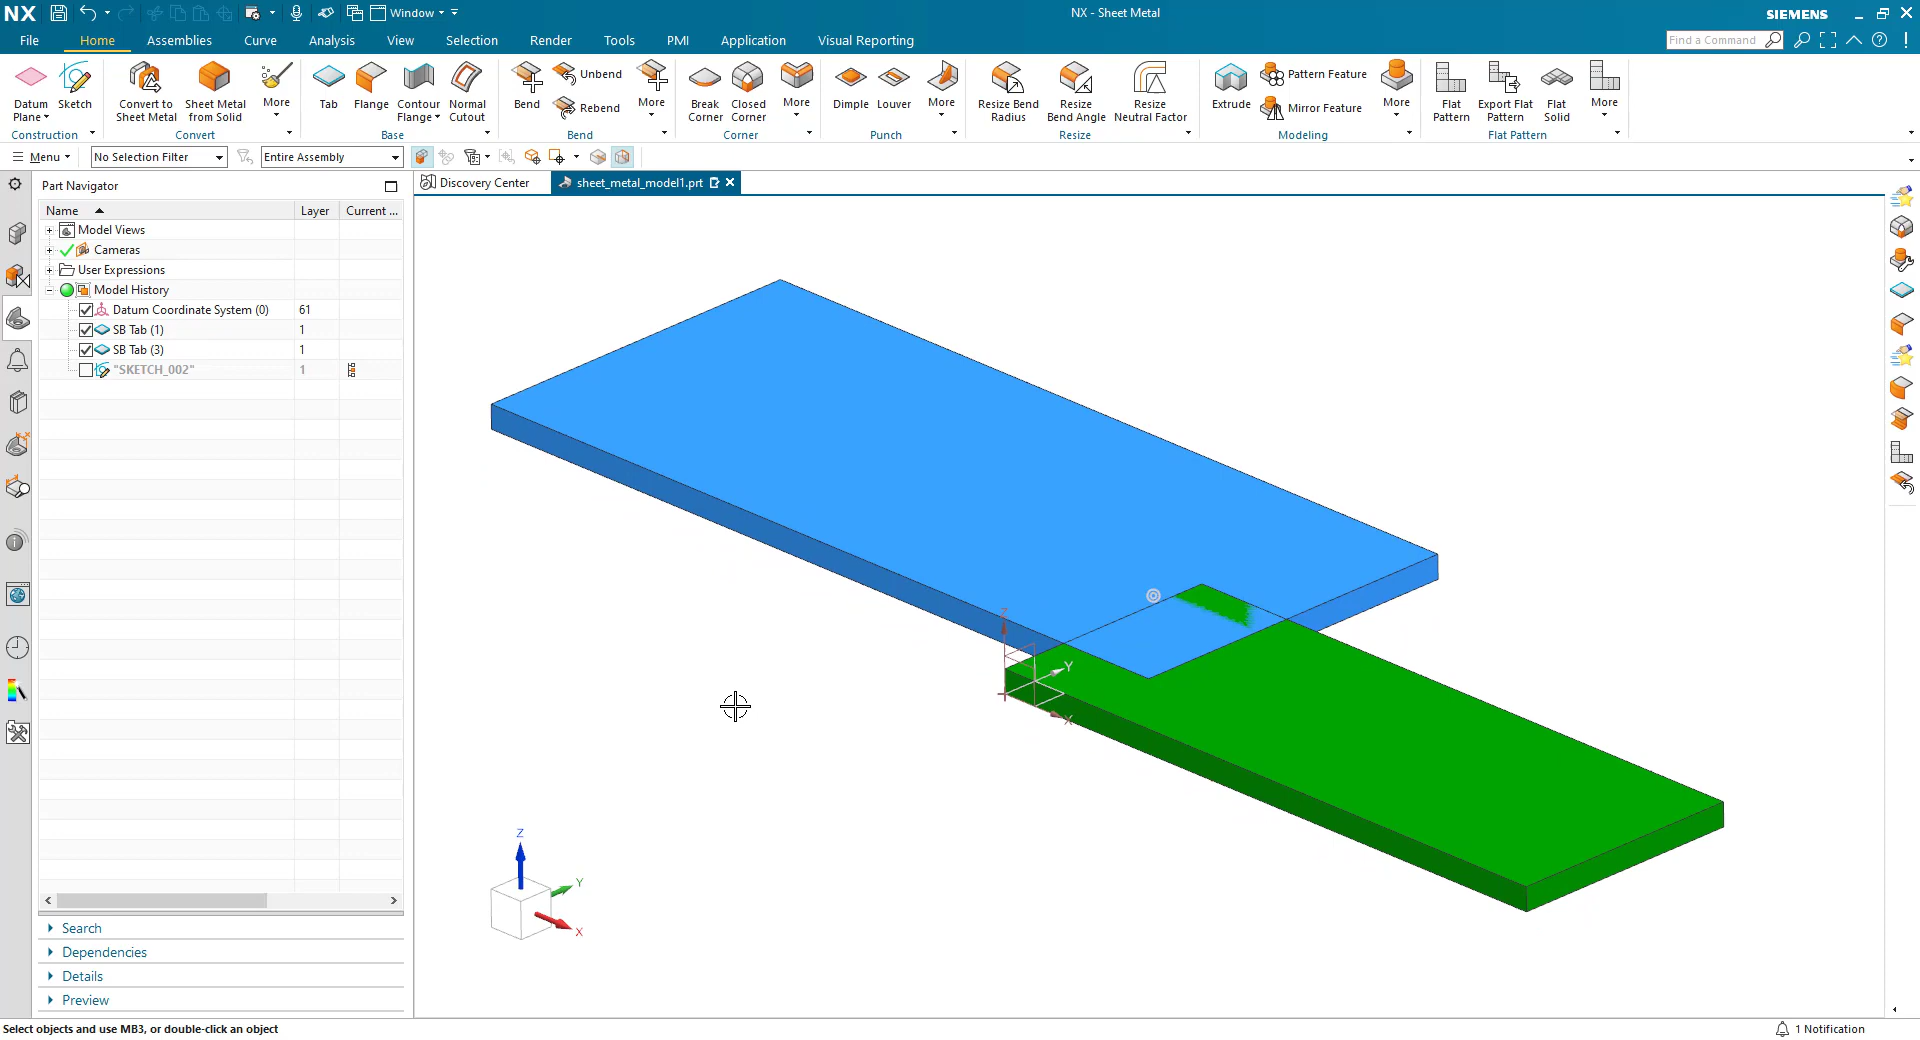 NX Window NX - Sheet Metal SIEMENS
File Home Assemblies Curve Analysis View Selection Render Tools PMI Application Visual Reporting Find a Command
Datum Plane Sketch Convert to Sheet Metal Sheet Metal from Solid More Tab Flange Contour Flange Normal Cutout Bend Unbend Rebend More Break Corner Closed Corner More Dimple Louver More Resize Bend Radius Resize Bend Angle Resize Neutral Factor Extrude Pattern Feature Mirror Feature More Flat Pattern Export Flat Pattern Flat Solid More
Construction Convert Base Bend Corner Punch Resize Modeling Flat Pattern
Menu No Selection Filter Entire Assembly
Part Navigator Discovery Center sheet_metal_model1.prt
Name Layer Current ...
Model Views
Cameras
User Expressions
Model History
Datum Coordinate System (0) 61
SB Tab (1) 1
SB Tab (3) 1
"SKETCH_002" 1
Z
Y
X
Z
Y
X
Search
Dependencies
Details
Preview
Select objects and use MB3, or double-click an object 1 Notification